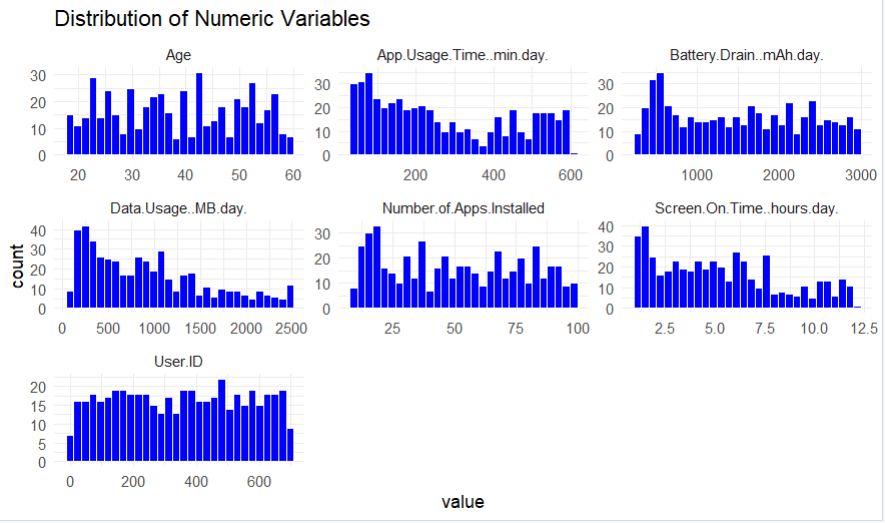 Distribution of Numeric Variables
Age
App.Usage.Time..min.day.
Battery.Drain..mAh.day.
30
20
10
0
20 30 40 50 60
30
20
10
0
200 400 600
30
20
10
0
1000 2000 3000
Data.Usage..MB.day.
Number.of.Apps.Installed
Screen.On.Time..hours.day.
count
40
30
20
10
0
0 500 1000 1500 2000 2500
30
20
10
0
25 50 75 100
40
30
20
10
0
2.5 5.0 7.5 10.0 12.5
User.ID
20
15
10
5
0
0 200 400 600
value